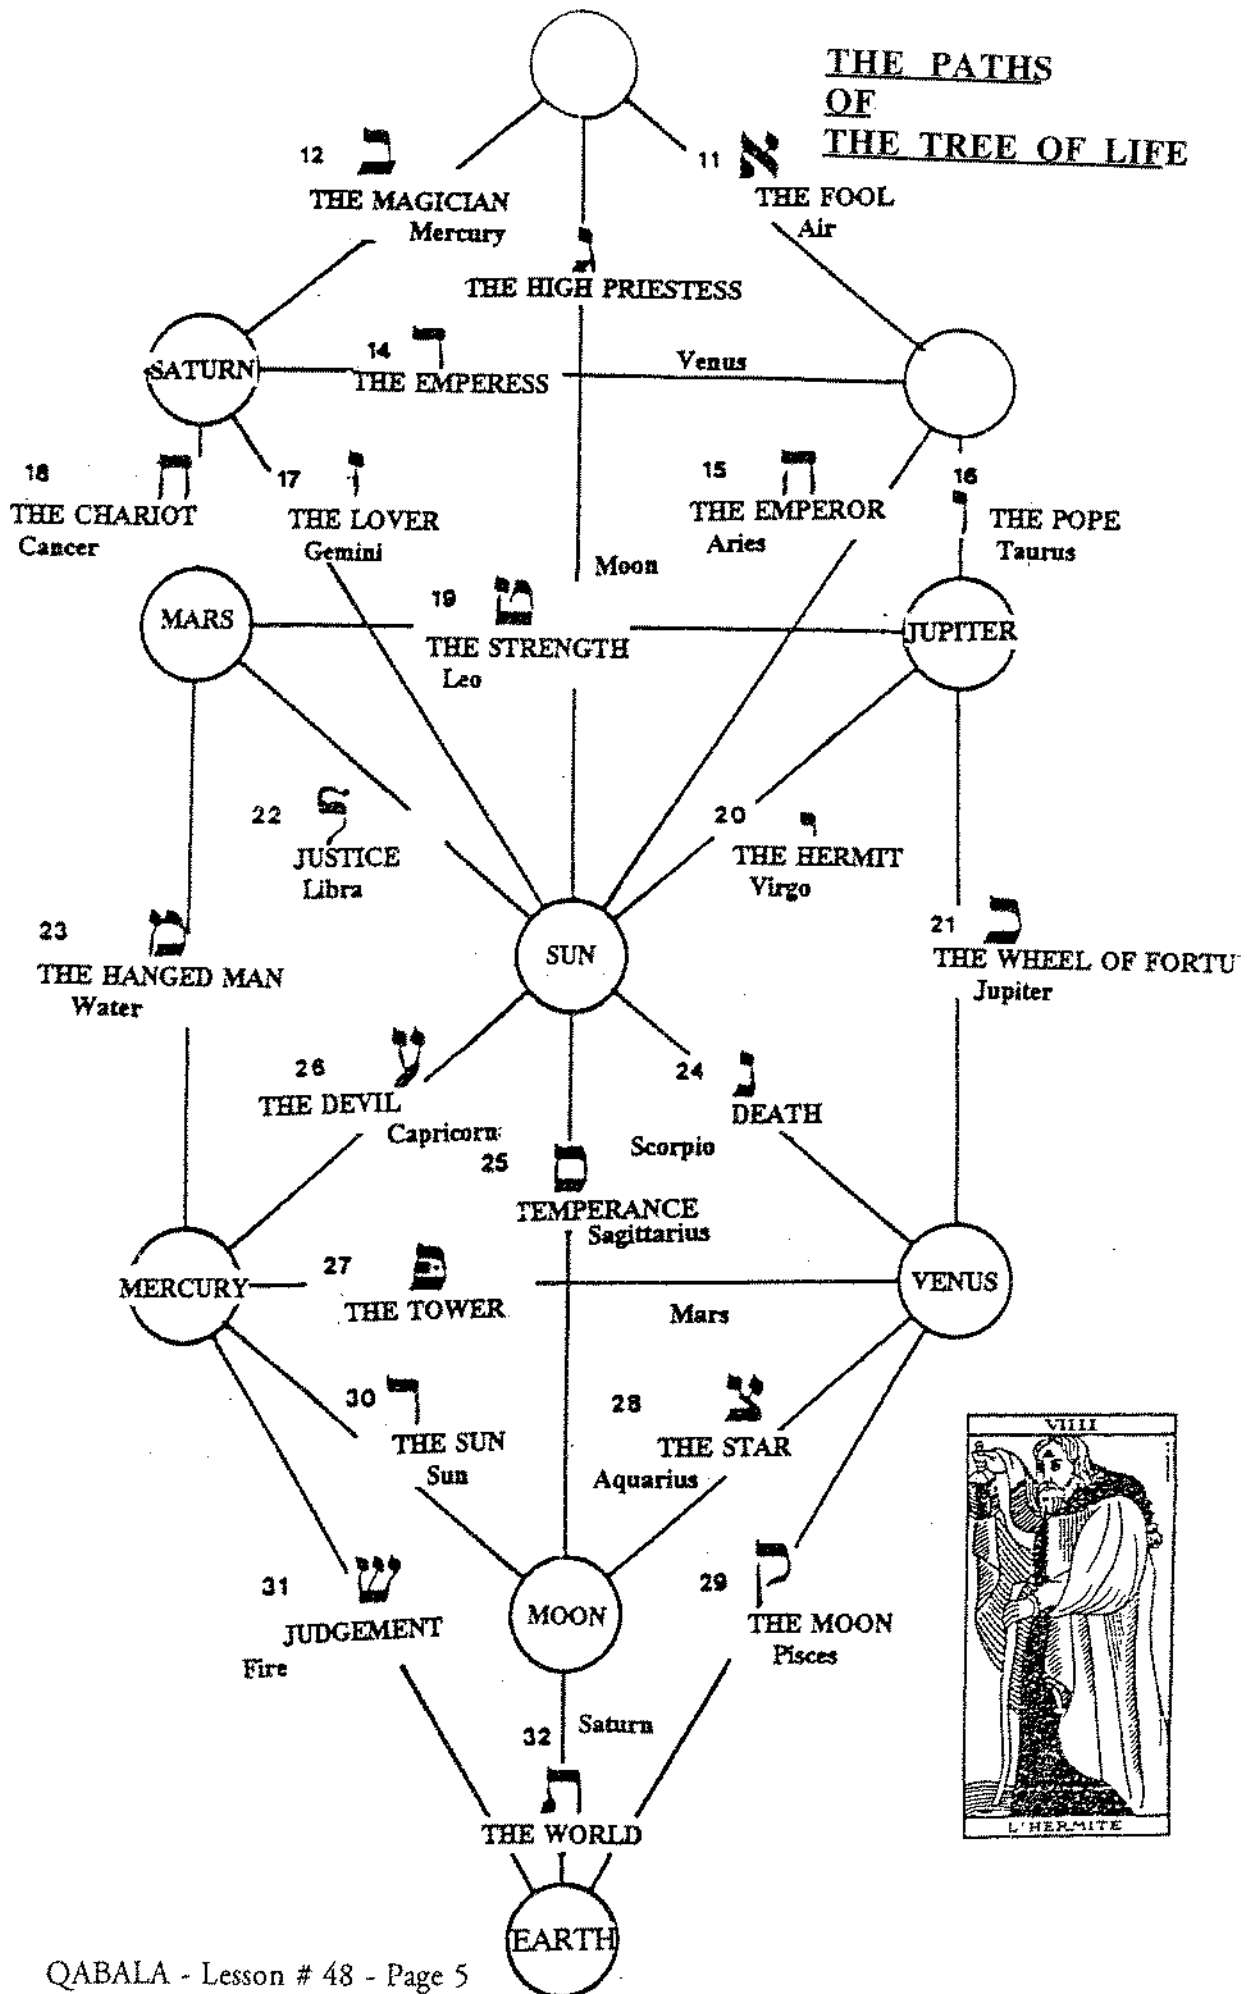 THE PATHS
OF
THE TREE OF LIFE
12 ב
THE MAGICIAN
Mercury
11 א
THE FOOL
Air
ג
THE HIGH PRIESTESS
SATURN
14 ד
THE EMPERESS
Venus
18 ח
THE CHARIOT
Cancer
17 ו
THE LOVER
Gemini
15 ה
THE EMPEROR
Aries
16
ו
THE POPE
Taurus
Moon
MARS
19 ט
THE STRENGTH
Leo
JUPITER
22
JUSTICE
Libra
20 י
THE HERMIT
Virgo
23 מ
THE HANGED MAN
Water
SUN
21 כ
THE WHEEL OF FORTU
Jupiter
26 ע
THE DEVIL
Capricorn
24 נ
DEATH
Scorpio
25 ס
TEMPERANCE
Sagittarius
MERCURY
27 פ
THE TOWER
Mars
VENUS
30 ר
THE SUN
Sun
28 צ
THE STAR
Aquarius
VIIII
L'HERMITE
31 ש
JUDGEMENT
Fire
MOON
29 ק
THE MOON
Pisces
32
Saturn
ת
THE WORLD
EARTH
QABALA - Lesson # 48 - Page 5